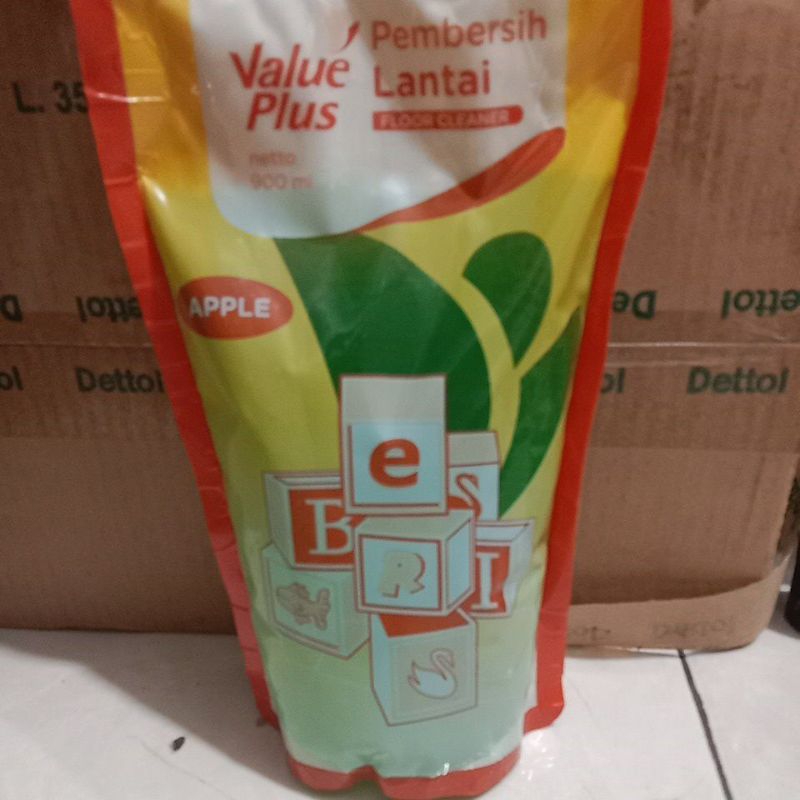 Value
Plus
Pembersih
Lantai
FLOOR CLEANER
netto
900 ml
APPLE
e
B
S
R
I
L. 35
Dettol
Dettol
Dettol
Dettol